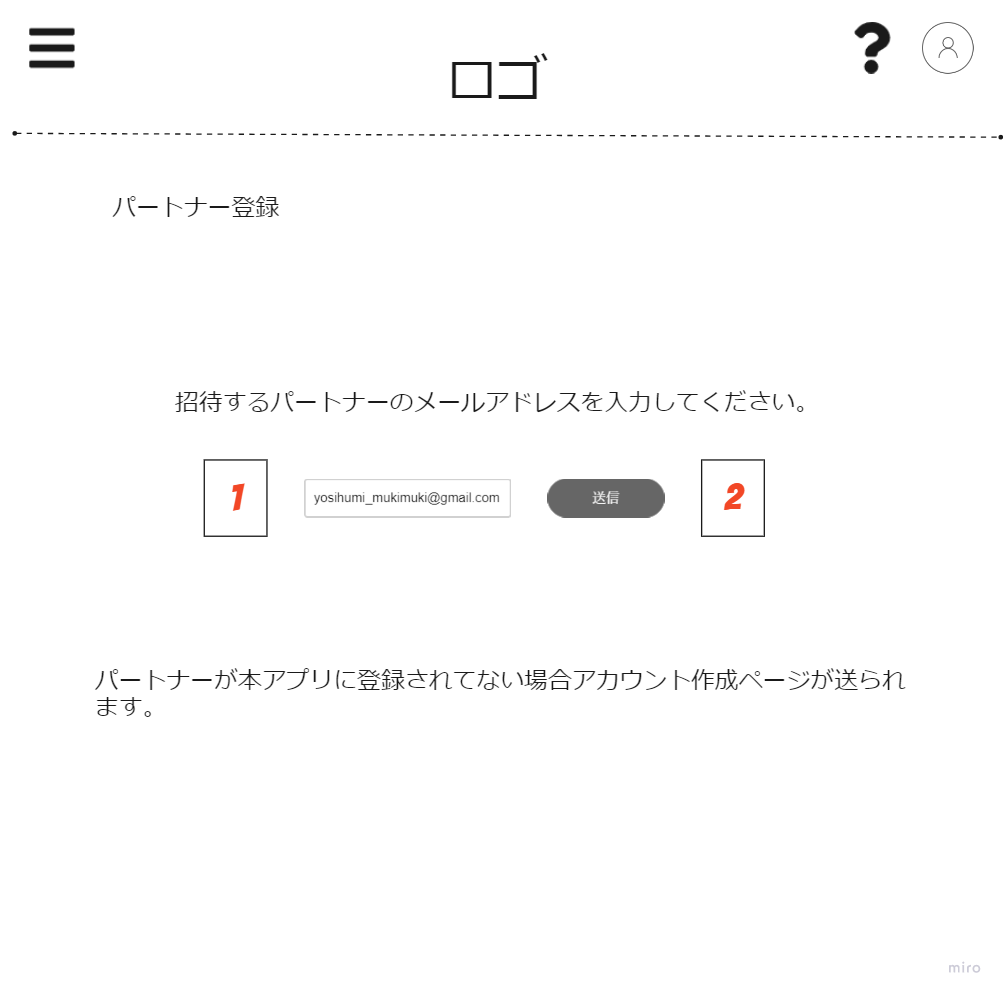 ?
ロゴ
パートナー登録
招待するパートナーのメールアドレスを入力してください。
1
yosihumi_mukimuki@gmail.com
送信
2
パートナーが本アプリに登録されてない場合アカウント作成ページが送られ
ます。
miro